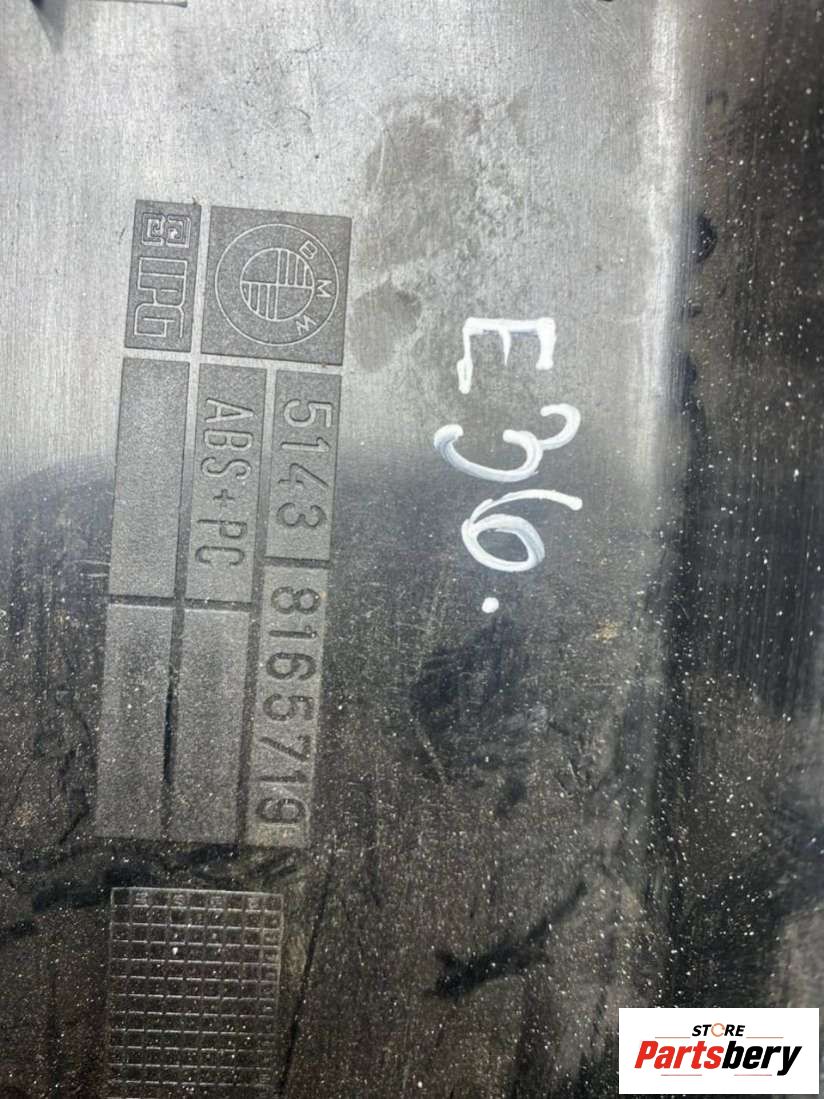 BMW
IPG
5143 8165719
ABS+PC
E36.
STORE
Partsbery